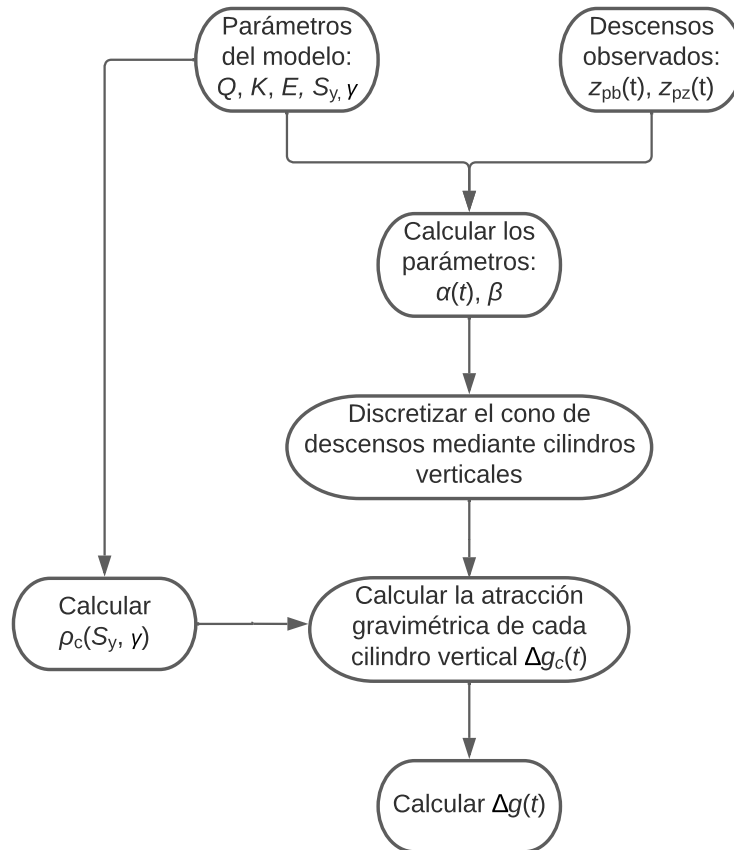 Parámetros
del modelo:
Q, K, E, Sy, γ
Descensos
observados:
zpb(t), zpz(t)
Calcular los
parámetros:
α(t), β
Discretizar el cono de
descensos mediante cilindros
verticales
Calcular
ρc(Sy, γ)
Calcular la atracción
gravimétrica de cada
cilindro vertical Δgc(t)
Calcular Δg(t)